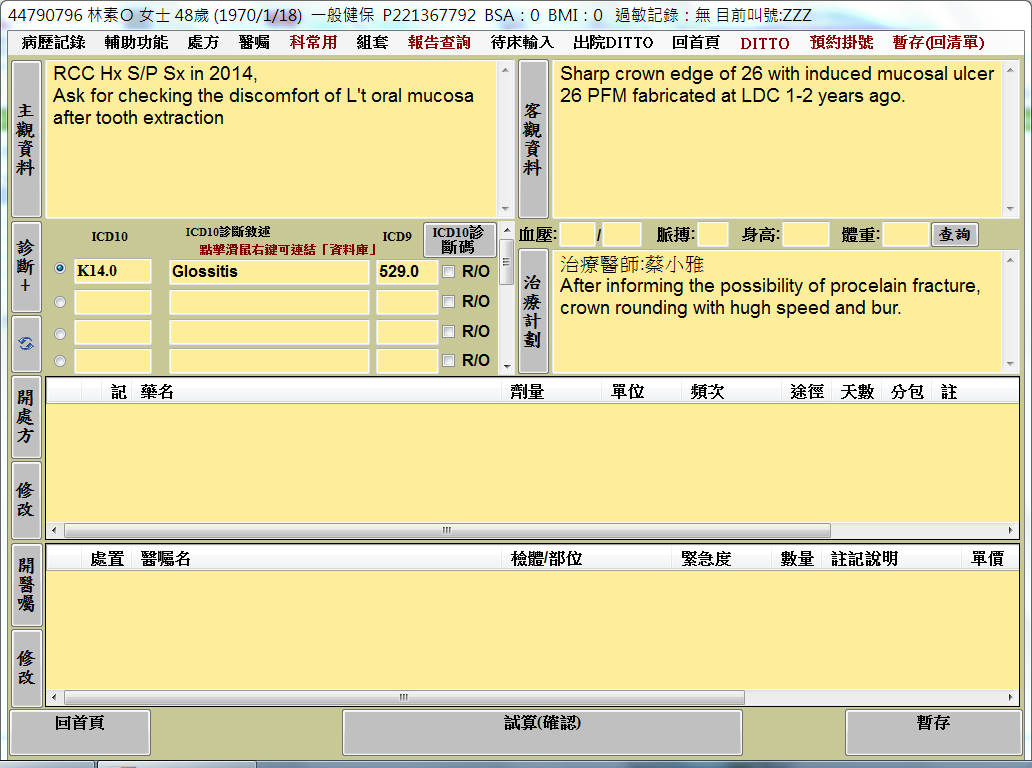 44790796 林素O 女士 48歲 (1970/1/18) 一般健保 P221367792 BSA：0 BMI：0 過敏記錄：無 目前叫號:ZZZ
病歷記錄 輔助功能 處方 醫囑 科常用 組套 報告查詢 待床輸入 出院DITTO 回首頁 DITTO 預約掛號 暫存(回清單)
主觀資料
RCC Hx S/P Sx in 2014,
Ask for checking the discomfort of L't oral mucosa
after tooth extraction
客觀資料
Sharp crown edge of 26 with induced mucosal ulcer
26 PFM fabricated at LDC 1-2 years ago.
診斷+
ICD10 ICD10診斷敘述 ICD9 ICD10診斷碼
點擊滑鼠右鍵可連結「資料庫」
K14.0 Glossitis 529.0 R/O
R/O
R/O
R/O
血壓: / 脈搏: 身高: 體重: 查詢
治療計劃
治療醫師:蔡小雅
After informing the possibility of procelain fracture,
crown rounding with hugh speed and bur.
開處方
修改
記 藥名 劑量 單位 頻次 途徑 天數 分包 註
開醫囑
修改
處置 醫囑名 檢體/部位 緊急度 數量 註記說明 單價
回首頁 試算(確認) 暫存